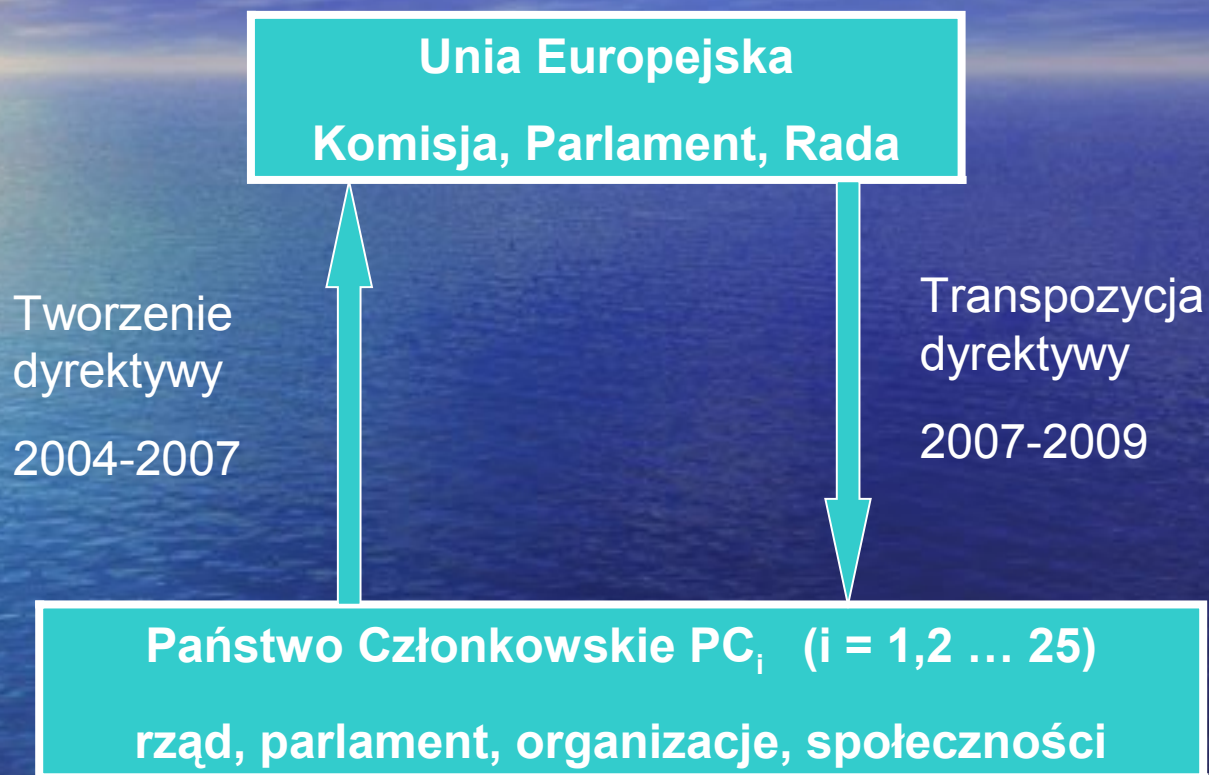 Unia Europejska
Komisja, Parlament, Rada
Tworzenie
dyrektywy
2004-2007
Transpozycja
dyrektywy
2007-2009
Państwo Członkowskie PCi (i = 1,2 … 25)
rząd, parlament, organizacje, społeczności